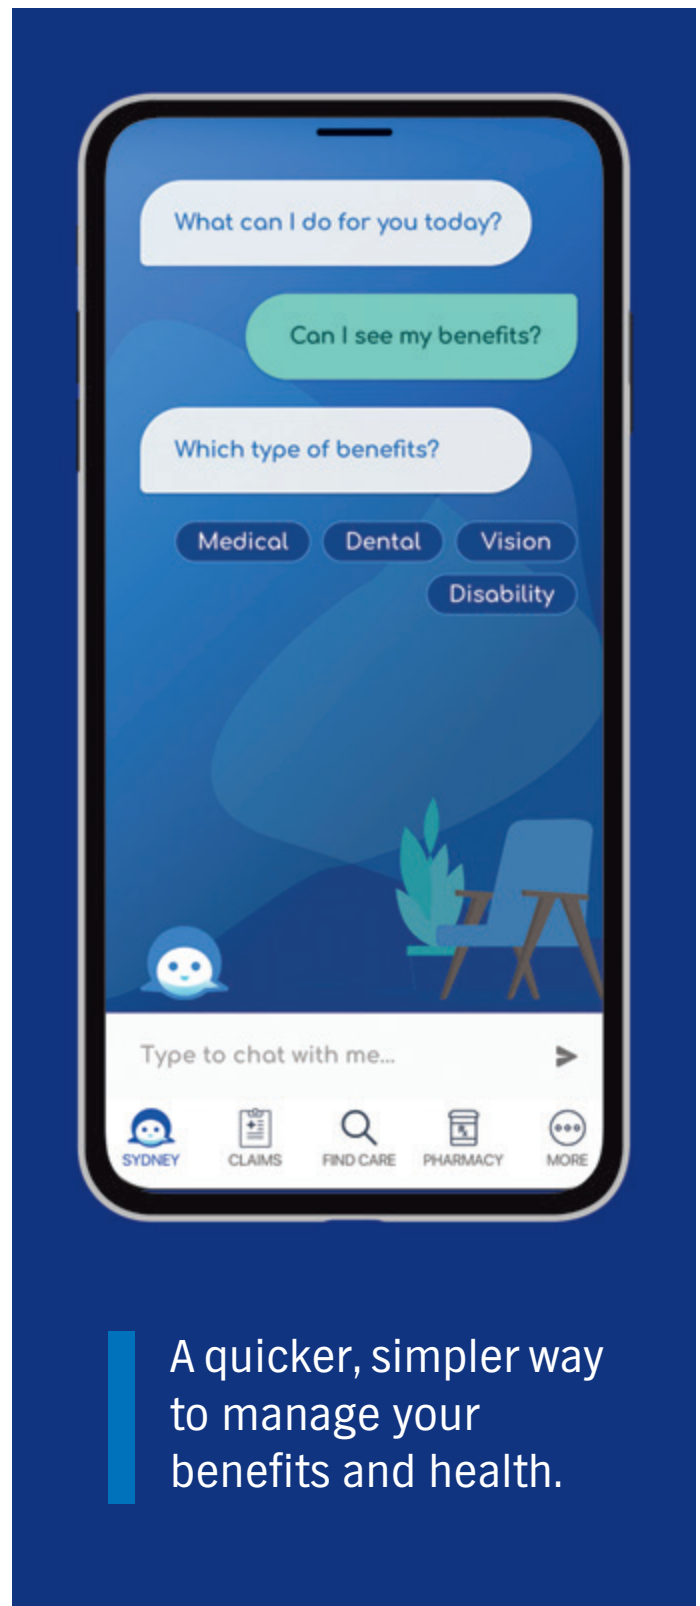 What can I do for you today?
Can I see my benefits?
Which type of benefits?
Medical
Dental
Vision
Disability
Type to chat with me...
SYDNEY
CLAIMS
FIND CARE
PHARMACY
MORE
A quicker, simpler way
to manage your
benefits and health.